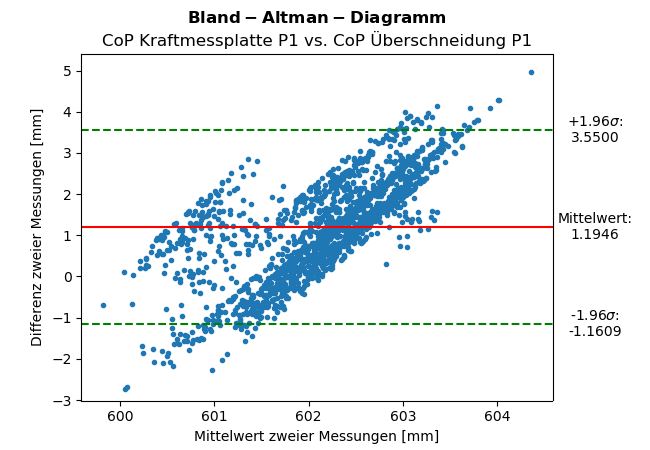 Bland−Altman−Diagramm
CoP Kraftmessplatte P1 vs. CoP Überschneidung P1
5
4
3
2
1
0
−1
−2
−3
Differenz zweier Messungen [mm]
+1.96σ:
3.5500
Mittelwert:
1.1946
-1.96σ:
-1.1609
600
601
602
603
604
Mittelwert zweier Messungen [mm]